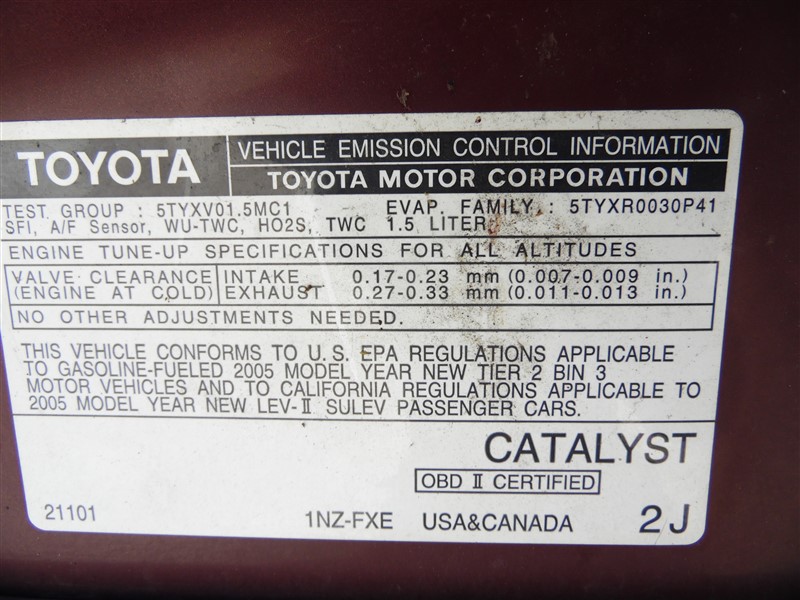 TOYOTA
VEHICLE EMISSION CONTROL INFORMATION
TOYOTA MOTOR CORPORATION
TEST GROUP : 5TYXV01.5MC1 EVAP. FAMILY : 5TYXR0030P41
SFI, A/F Sensor, WU-TWC, HO2S, TWC 1.5 LITER
ENGINE TUNE-UP SPECIFICATIONS FOR ALL ALTITUDES
VALVE CLEARANCE INTAKE 0.17-0.23 mm (0.007-0.009 in.)
(ENGINE AT COLD) EXHAUST 0.27-0.33 mm (0.011-0.013 in.)
NO OTHER ADJUSTMENTS NEEDED.
THIS VEHICLE CONFORMS TO U.S. EPA REGULATIONS APPLICABLE
TO GASOLINE-FUELED 2005 MODEL YEAR NEW TIER 2 BIN 3
MOTOR VEHICLES AND TO CALIFORNIA REGULATIONS APPLICABLE TO
2005 MODEL YEAR NEW LEV-II SULEV PASSENGER CARS.
CATALYST
OBD II CERTIFIED
21101 1NZ-FXE USA&CANADA 2J